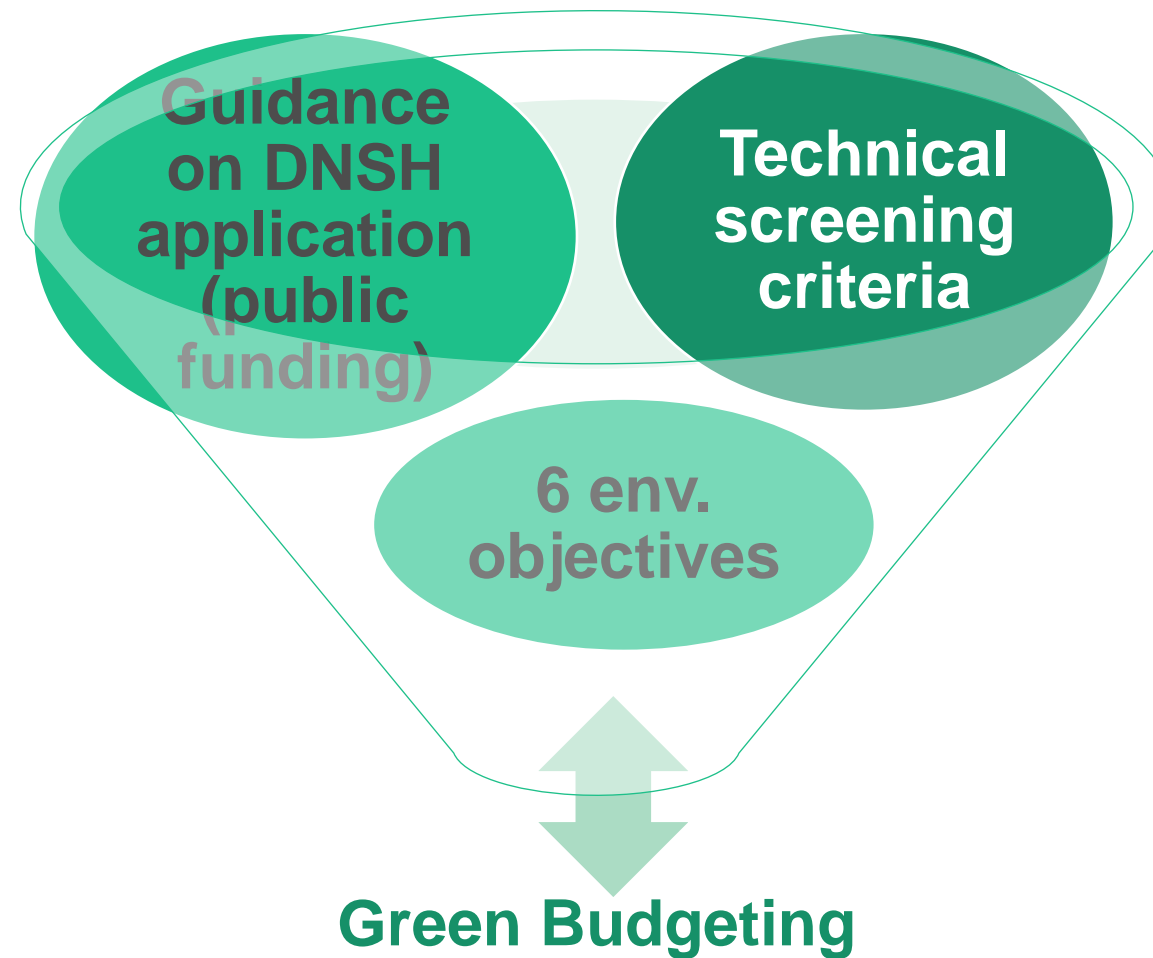 Guidance
on DNSH
application
(public
funding)
Technical
screening
criteria
6 env.
objectives
Green Budgeting